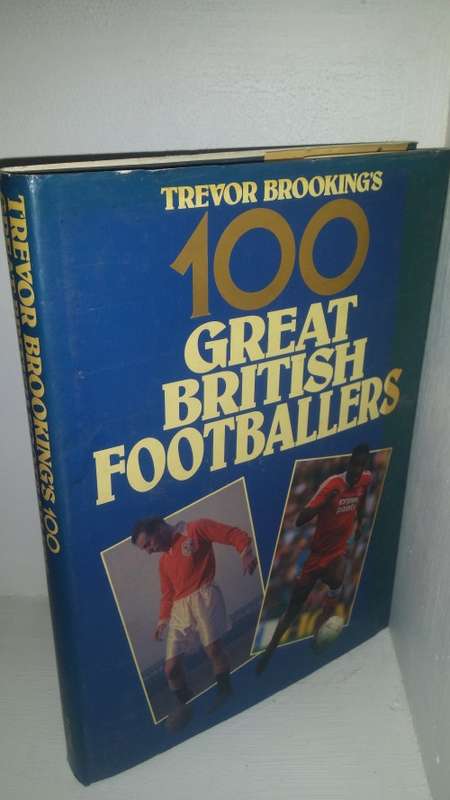 TREVOR BROOKING'S
100
GREAT
BRITISH
FOOTBALLERS
TREVOR BROOKING'S 100